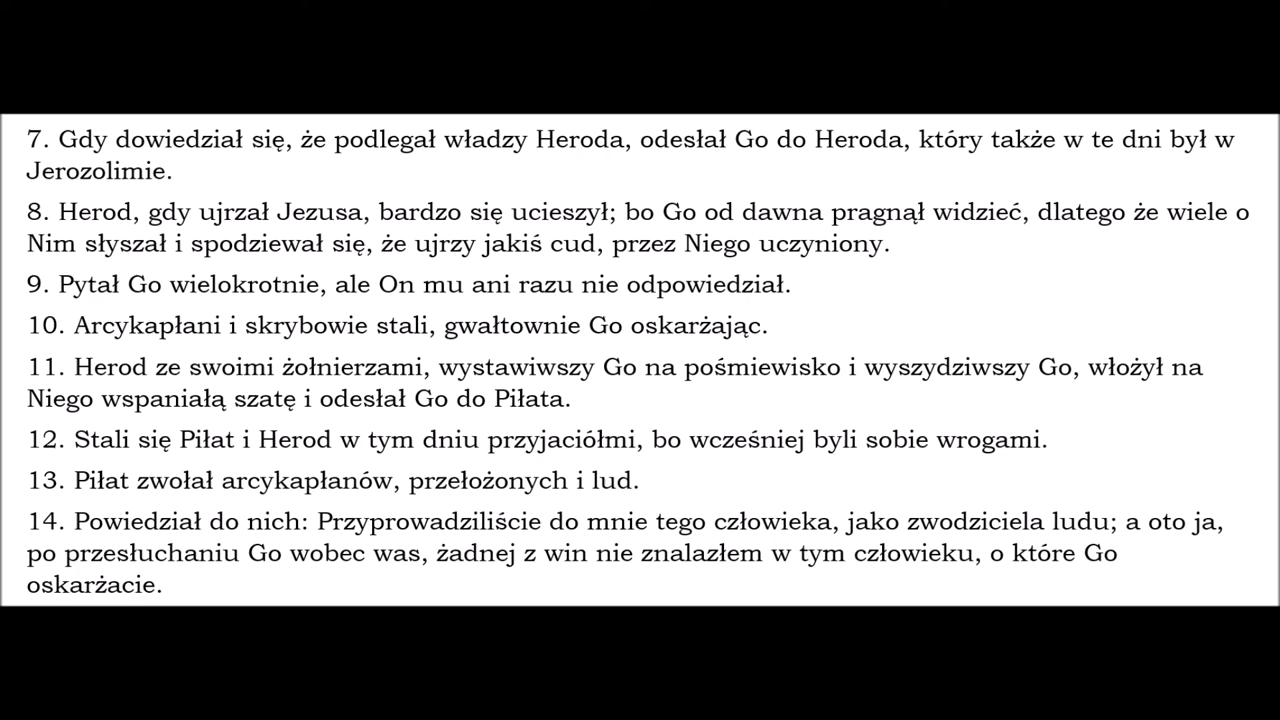 7. Gdy dowiedział się, że podlegał władzy Heroda, odesłał Go do Heroda, który także w te dni był w
Jerozolimie.
8. Herod, gdy ujrzał Jezusa, bardzo się ucieszył; bo Go od dawna pragnął widzieć, dlatego że wiele o
Nim słyszał i spodziewał się, że ujrzy jakiś cud, przez Niego uczyniony.
9. Pytał Go wielokrotnie, ale On mu ani razu nie odpowiedział.
10. Arcykapłani i skrybowie stali, gwałtownie Go oskarżając.
11. Herod ze swoimi żołnierzami, wystawiwszy Go na pośmiewisko i wyszydziwszy Go, włożył na
Niego wspaniałą szatę i odesłał Go do Piłata.
12. Stali się Piłat i Herod w tym dniu przyjaciółmi, bo wcześniej byli sobie wrogami.
13. Piłat zwołał arcykapłanów, przełożonych i lud.
14. Powiedział do nich: Przyprowadziliście do mnie tego człowieka, jako zwodziciela ludu; a oto ja,
po przesłuchaniu Go wobec was, żadnej z win nie znalazłem w tym człowieku, o które Go
oskarżacie.